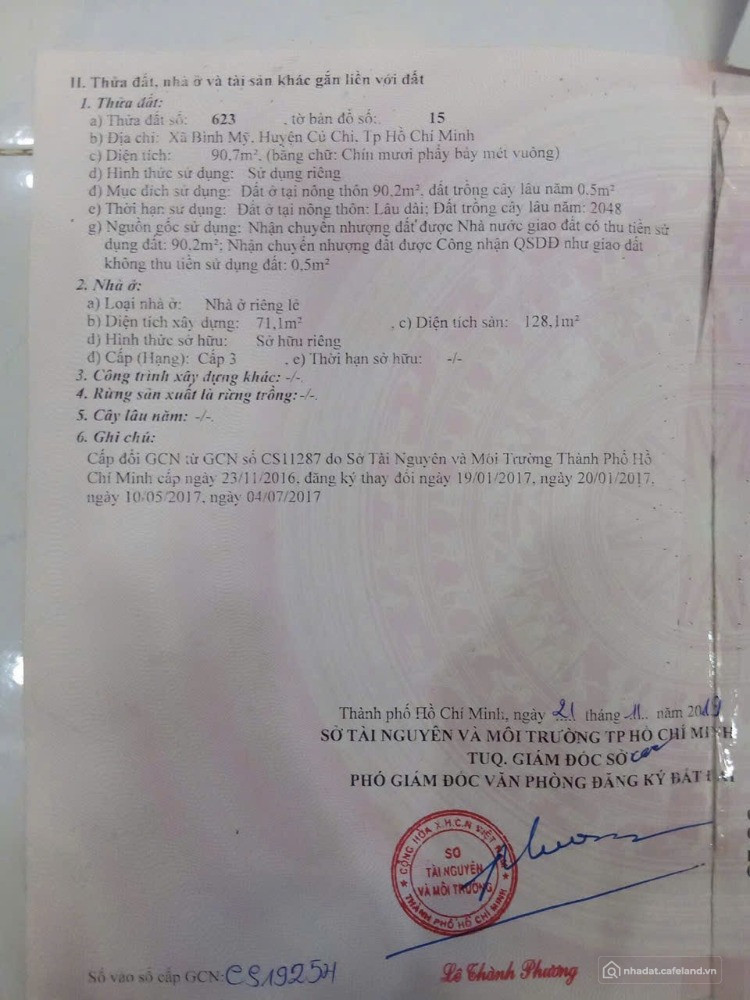 II. Thửa đất, nhà ở và tài sản khác gắn liền với đất
1. Thửa đất:
a) Thửa đất số: 623 , tờ bản đồ số: 15
b) Địa chỉ: Xã Bình Mỹ, Huyện Củ Chi, Tp Hồ Chí Minh
c) Diện tích: 90,7m², (bằng chữ: Chín mươi phẩy bảy mét vuông)
d) Hình thức sử dụng: Sử dụng riêng
đ) Mục đích sử dụng: Đất ở tại nông thôn 90,2m², đất trồng cây lâu năm 0,5m²
e) Thời hạn sử dụng: Đất ở tại nông thôn: Lâu dài; Đất trồng cây lâu năm: 2048
g) Nguồn gốc sử dụng: Nhận chuyển nhượng đất được Nhà nước giao đất có thu tiền sử
dụng đất: 90,2m²; Nhận chuyển nhượng đất được Công nhận QSDĐ như giao đất
không thu tiền sử dụng đất: 0,5m²
2. Nhà ở:
a) Loại nhà ở: Nhà ở riêng lẻ
b) Diện tích xây dựng: 71,1m² , c) Diện tích sàn: 128,1m²
d) Hình thức sở hữu: Sở hữu riêng
đ) Cấp (Hạng): Cấp 3 , e) Thời hạn sở hữu: -/-
3. Công trình xây dựng khác: -/-
4. Rừng sản xuất là rừng trồng: -/-
5. Cây lâu năm: -/-
6. Ghi chú:
Cấp đổi GCN từ GCN số CS11287 do Sở Tài Nguyên và Môi Trường Thành Phố Hồ
Chí Minh cấp ngày 23/11/2016, đăng ký thay đổi ngày 19/01/2017, ngày 20/01/2017,
ngày 10/05/2017, ngày 04/07/2017
Thành phố Hồ Chí Minh, ngày 21 tháng 11 năm 2019
SỞ TÀI NGUYÊN VÀ MÔI TRƯỜNG TP HỒ CHÍ MINH
TUQ. GIÁM ĐỐC SỞ
PHÓ GIÁM ĐỐC VĂN PHÒNG ĐĂNG KÝ ĐẤT ĐAI
CỘNG HÒA X.H.C.N VIỆT NAM
SỞ
TÀI NGUYÊN
VÀ MÔI TRƯỜNG
THÀNH PHỐ HỒ CHÍ MINH
Số vào sổ cấp GCN: CS19254
Lê Thành Phương
nhadat.cafeland.vn